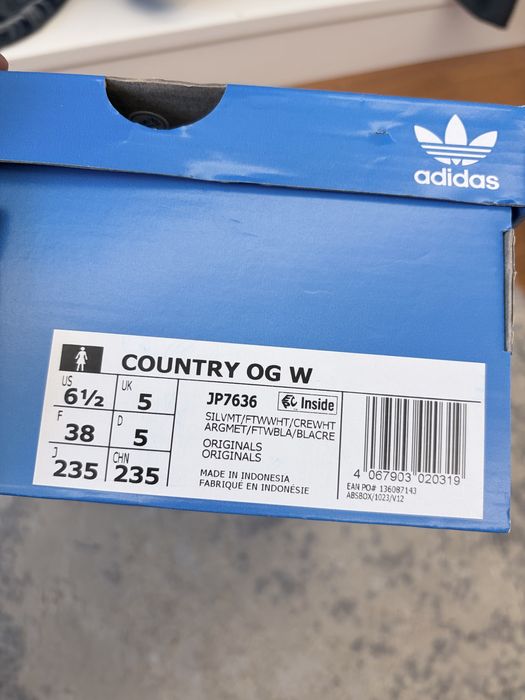 adidas
COUNTRY OG W
US 6½ UK 5
F 38 D 5
J 235 CHN 235
JP7636 Inside
SILVMT/FTWWHT/CREWHT
ARGMET/FTWBLA/BLACRE
ORIGINALS
ORIGINALS
MADE IN INDONESIA
FABRIQUÉ EN INDONÉSIE
4 067903 020319
EAN PO# 136087143
ABSBOX/1023/V12